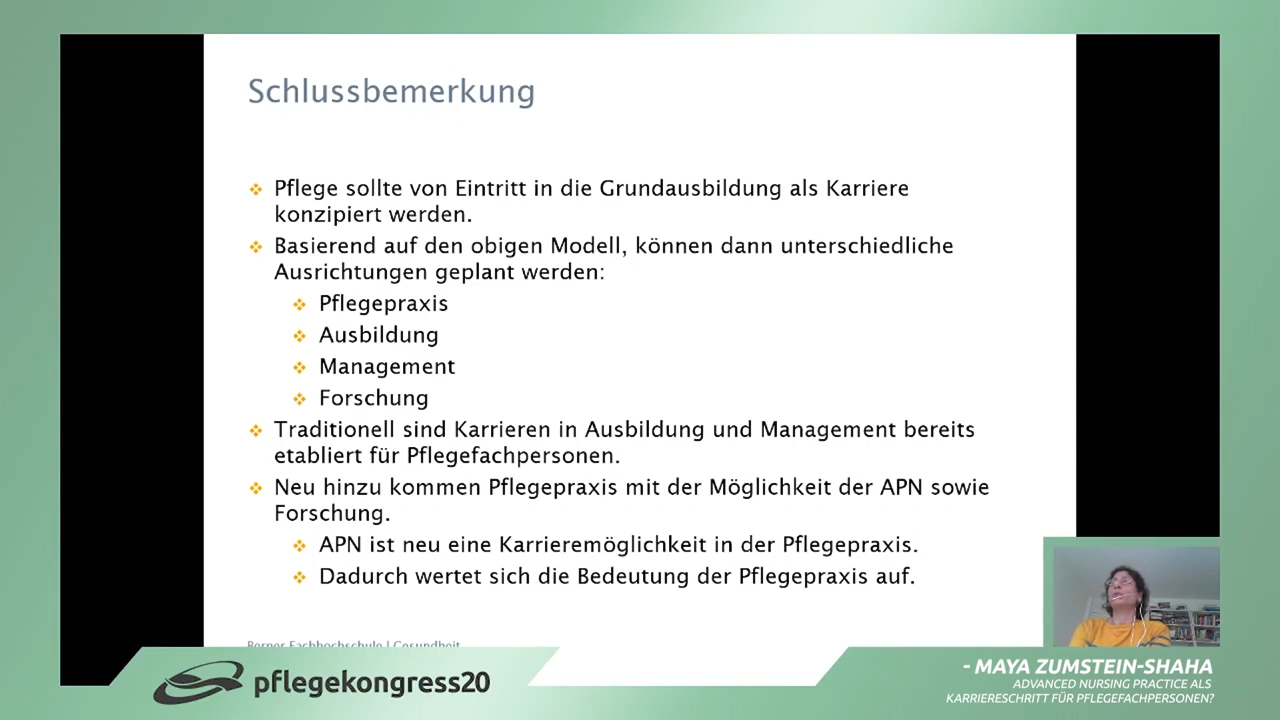 Schlussbemerkung
Pflege sollte von Eintritt in die Grundausbildung als Karriere
konzipiert werden.
Basierend auf den obigen Modell, können dann unterschiedliche
Ausrichtungen geplant werden:
Pflegepraxis
Ausbildung
Management
Forschung
Traditionell sind Karrieren in Ausbildung und Management bereits
etabliert für Pflegefachpersonen.
Neu hinzu kommen Pflegepraxis mit der Möglichkeit der APN sowie
Forschung.
APN ist neu eine Karrieremöglichkeit in der Pflegepraxis.
Dadurch wertet sich die Bedeutung der Pflegepraxis auf.
Berner Fachhochschule | Gesundheit
pflegekongress20
- MAYA ZUMSTEIN-SHAHA
ADVANCED NURSING PRACTICE ALS
KARRIERESCHRITT FÜR PFLEGEFACHPERSONEN?